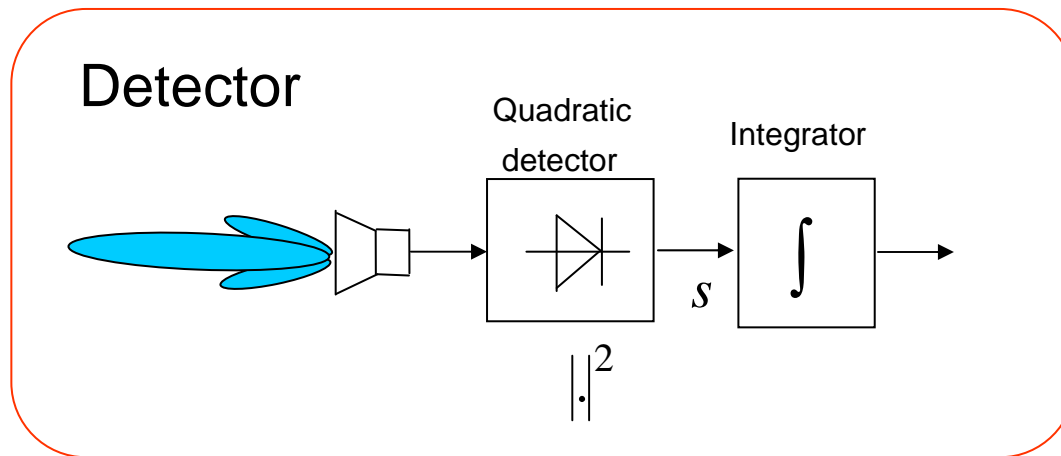 Detector
Quadratic
detector
Integrator
∫
s
|·|²